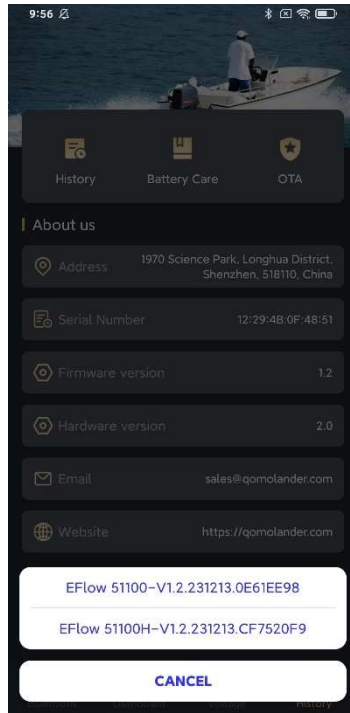 9:56
History Battery Care OTA
About us
Address 1970 Science Park, Longhua District,
Shenzhen, 518110, China
Serial Number 12:29:4B:0F:48:51
Firmware version 1.2
Hardware version 2.0
Email sales@qomolander.com
Website https://qomolander.com
EFlow 51100-V1.2.231213.0E61EE98
EFlow 51100H-V1.2.231213.CF7520F9
CANCEL
History